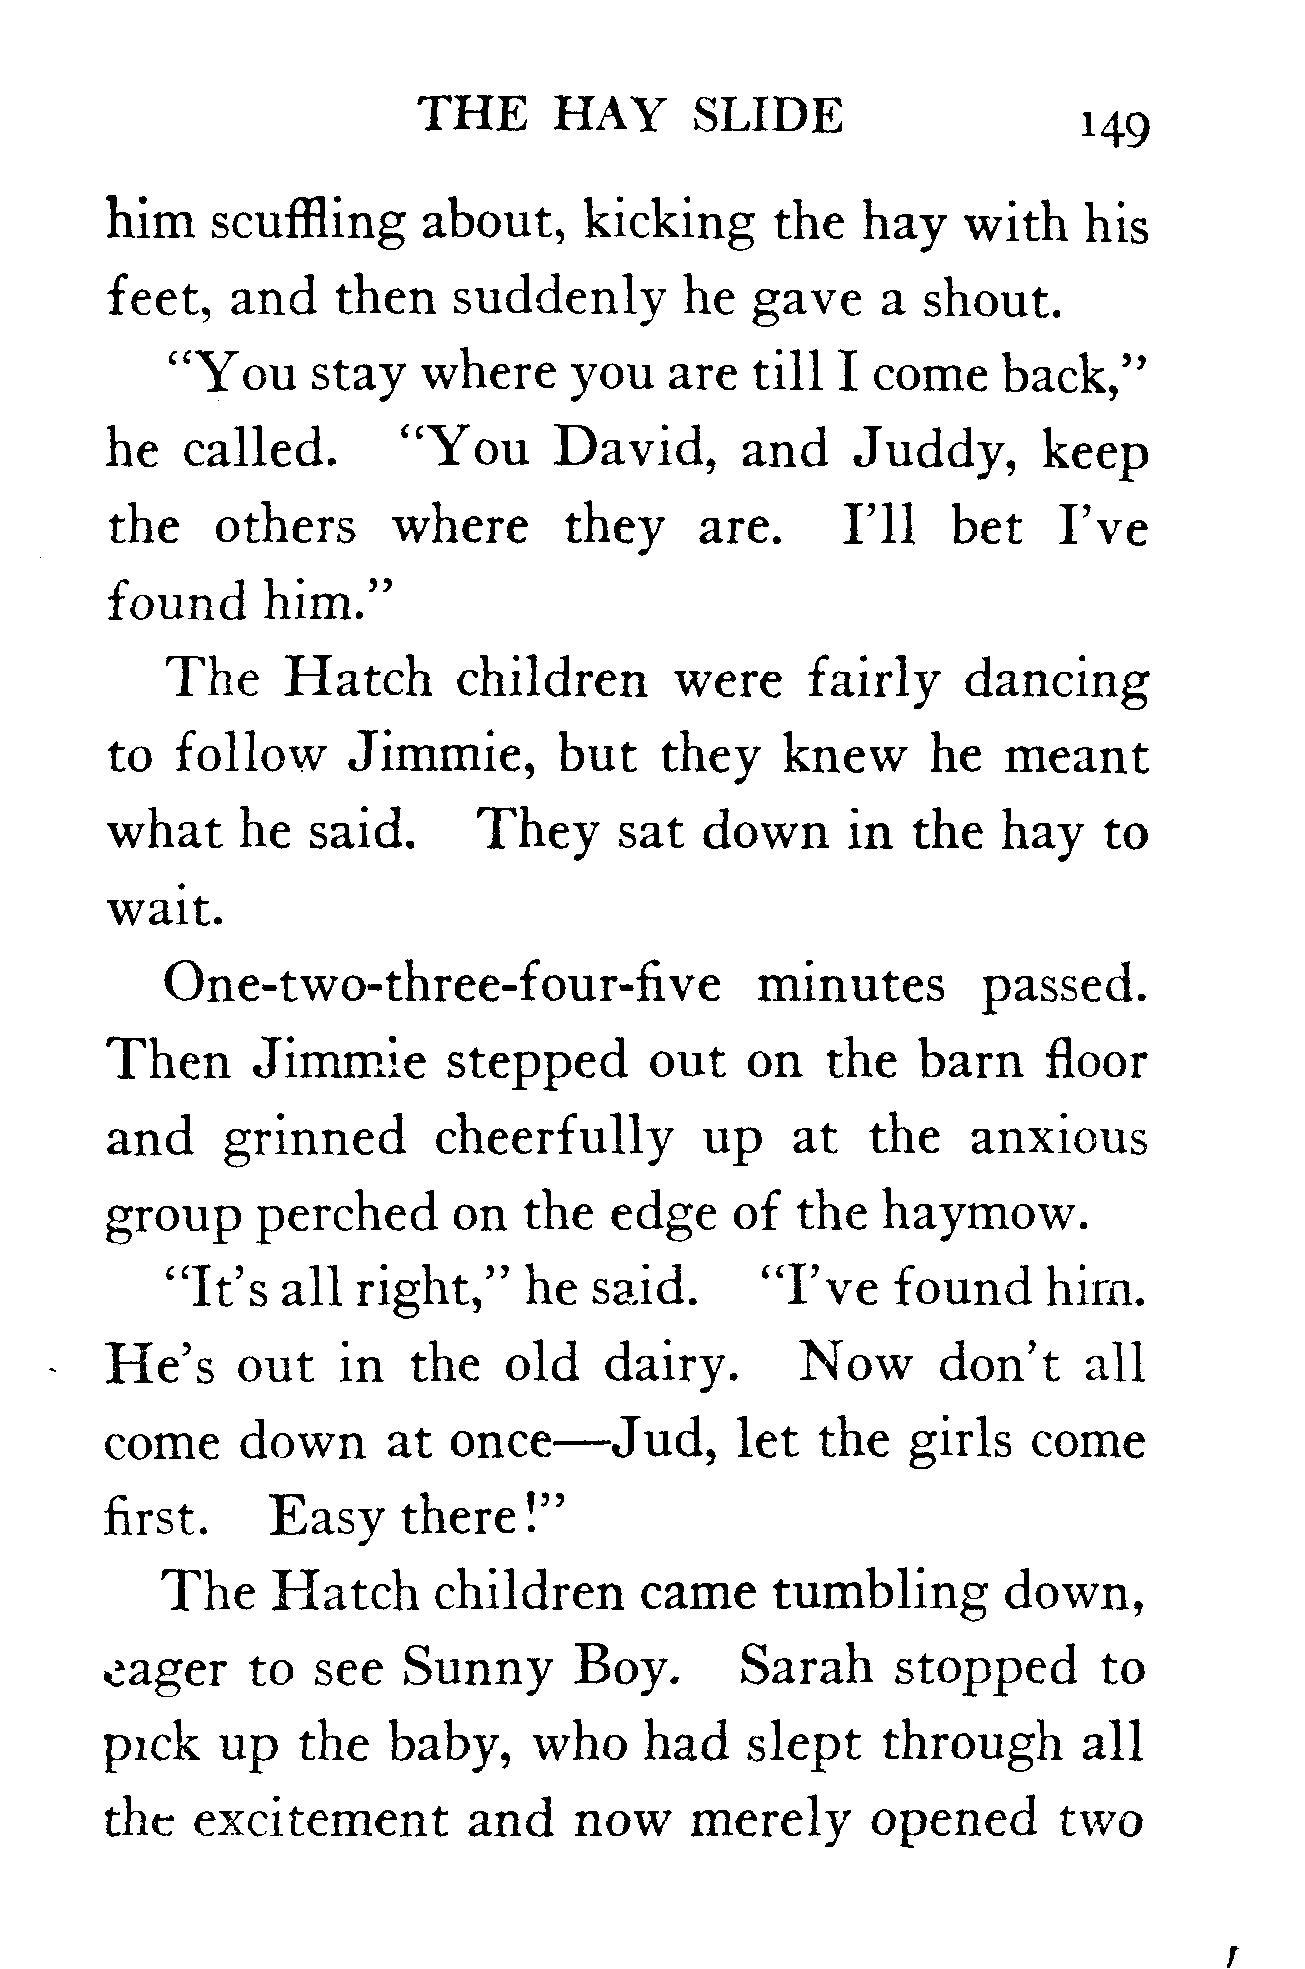 THE HAY SLIDE 149
him scuffling about, kicking the hay with his
feet, and then suddenly he gave a shout.
“You stay where you are till I come back,”
he called. “You David, and Juddy, keep
the others where they are. I’ll bet I’ve
found him.”
The Hatch children were fairly dancing
to follow Jimmie, but they knew he meant
what he said. They sat down in the hay to
wait.
One-two-three-four-five minutes passed.
Then Jimmie stepped out on the barn floor
and grinned cheerfully up at the anxious
group perched on the edge of the haymow.
“It’s all right,” he said. “I’ve found him.
He’s out in the old dairy. Now don’t all
come down at once—Jud, let the girls come
first. Easy there!”
The Hatch children came tumbling down,
eager to see Sunny Boy. Sarah stopped to
pick up the baby, who had slept through all
the excitement and now merely opened two